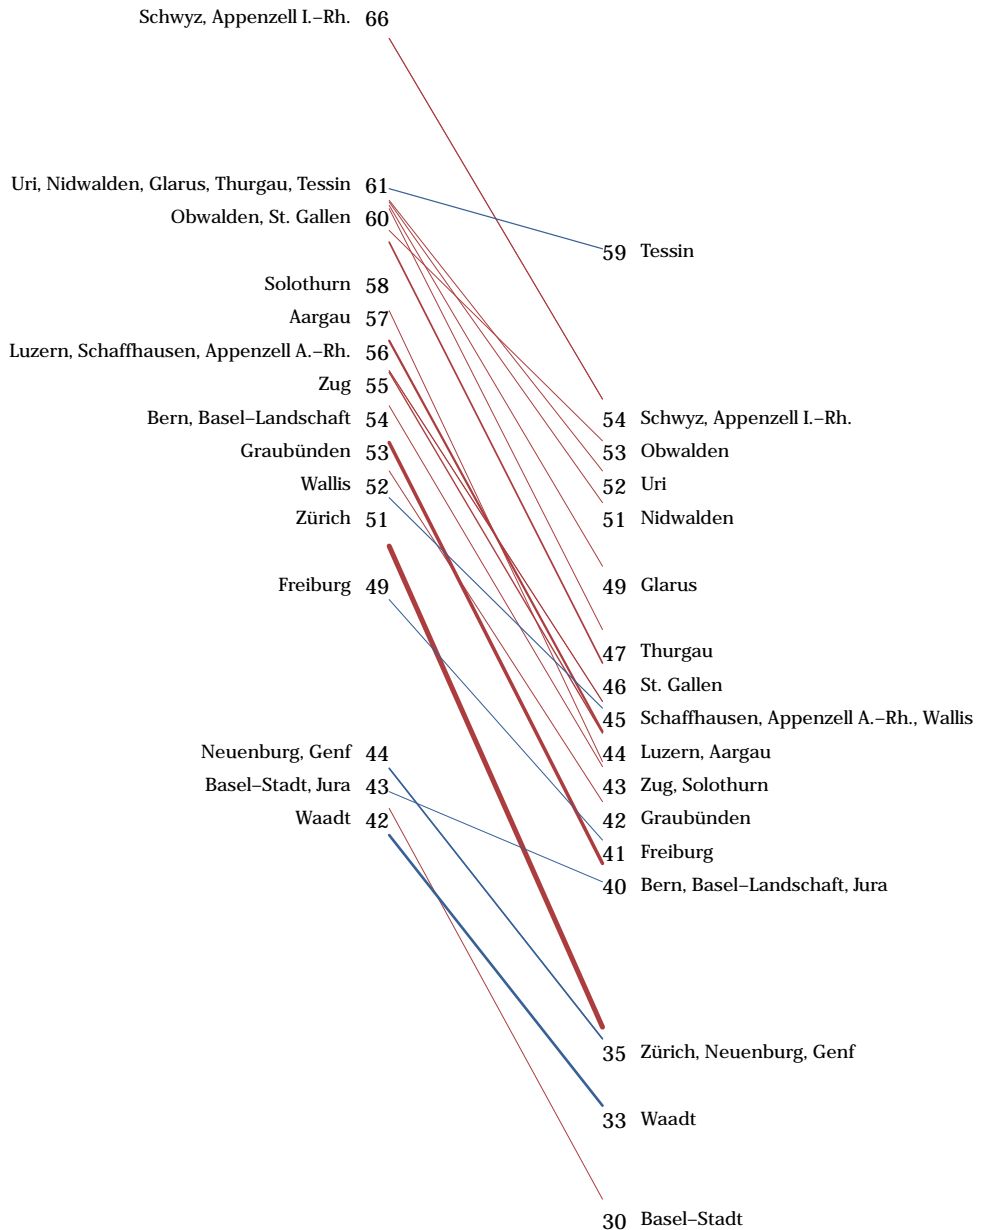 Schwyz, Appenzell I.–Rh. 66
Uri, Nidwalden, Glarus, Thurgau, Tessin 61
Obwalden, St. Gallen 60
59 Tessin
Solothurn 58
Aargau 57
Luzern, Schaffhausen, Appenzell A.–Rh. 56
Zug 55
Bern, Basel–Landschaft 54
54 Schwyz, Appenzell I.–Rh.
Graubünden 53
53 Obwalden
Wallis 52
52 Uri
Zürich 51
51 Nidwalden
Freiburg 49
49 Glarus
47 Thurgau
46 St. Gallen
45 Schaffhausen, Appenzell A.–Rh., Wallis
Neuenburg, Genf 44
44 Luzern, Aargau
Basel–Stadt, Jura 43
43 Zug, Solothurn
Waadt 42
42 Graubünden
41 Freiburg
40 Bern, Basel–Landschaft, Jura
35 Zürich, Neuenburg, Genf
33 Waadt
30 Basel–Stadt